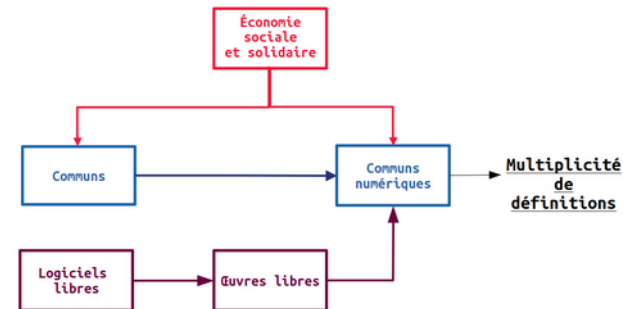 Économie
sociale
et solidaire
Communs
Communs
numériques
Multiplicité
de
définitions
Logiciels
libres
Œuvres libres